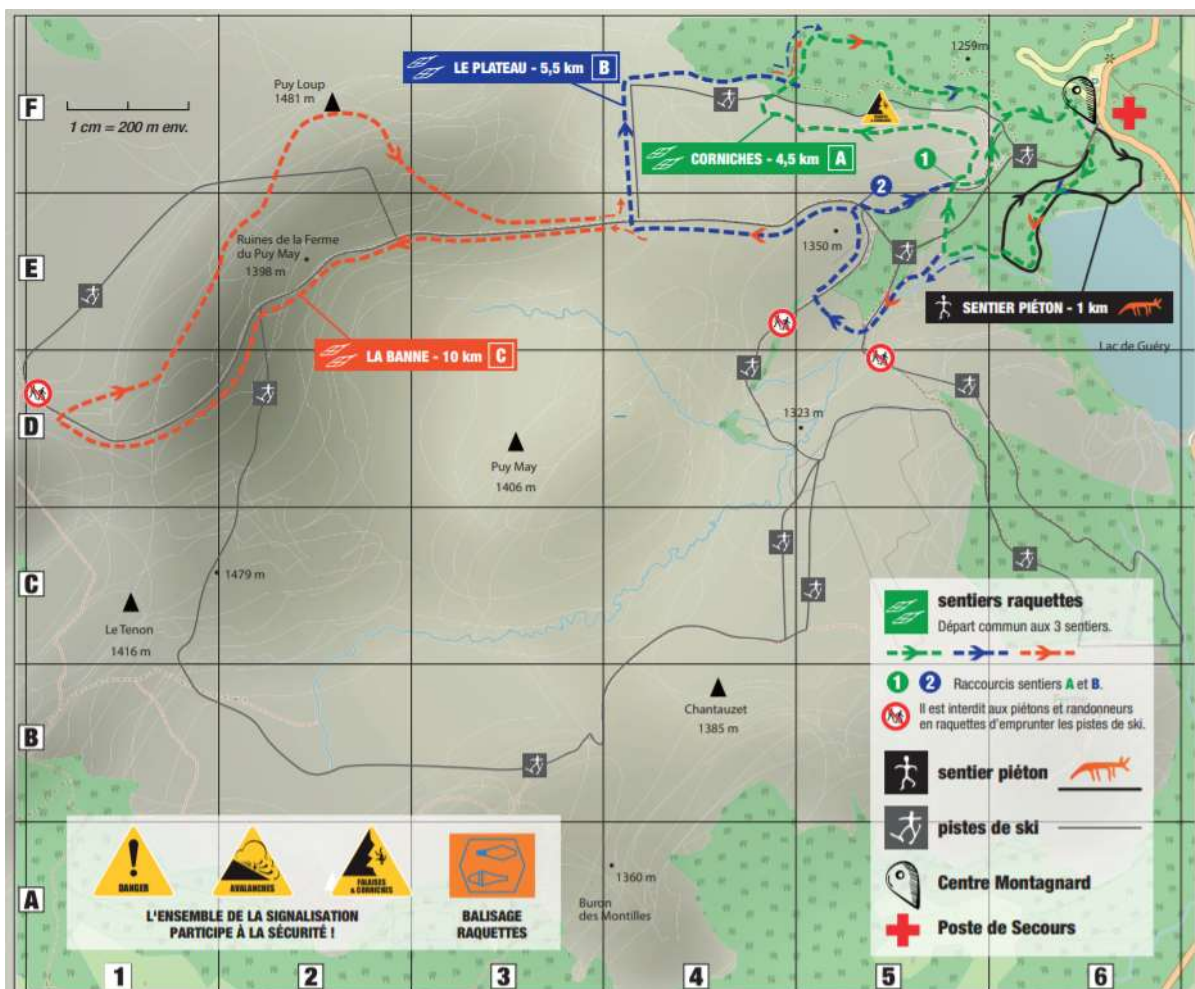 F
E
D
C
B
A
1
2
3
4
5
6
1 cm = 200 m env.
Puy Loup
1481 m
LE PLATEAU - 5,5 km B
1259m
FALAISES
& CORNICHES
CORNICHES - 4,5 km A
1
2
Ruines de la Ferme
du Puy May
1398 m
1350 m
SENTIER PIÉTON - 1 km
Lac de Guéry
LA BANNE - 10 km C
1323 m
Puy May
1406 m
1479 m
Le Tenon
1416 m
Chantauzet
1385 m
1360 m
Buron
des Montilles
sentiers raquettes
Départ commun aux 3 sentiers.
1 2 Raccourcis sentiers A et B.
Il est interdit aux piétons et randonneurs
en raquettes d'emprunter les pistes de ski.
sentier piéton
pistes de ski
Centre Montagnard
Poste de Secours
DANGER
AVALANCHES
FALAISES
& CORNICHES
L'ENSEMBLE DE LA SIGNALISATION
PARTICIPE À LA SÉCURITÉ !
BALISAGE
RAQUETTES